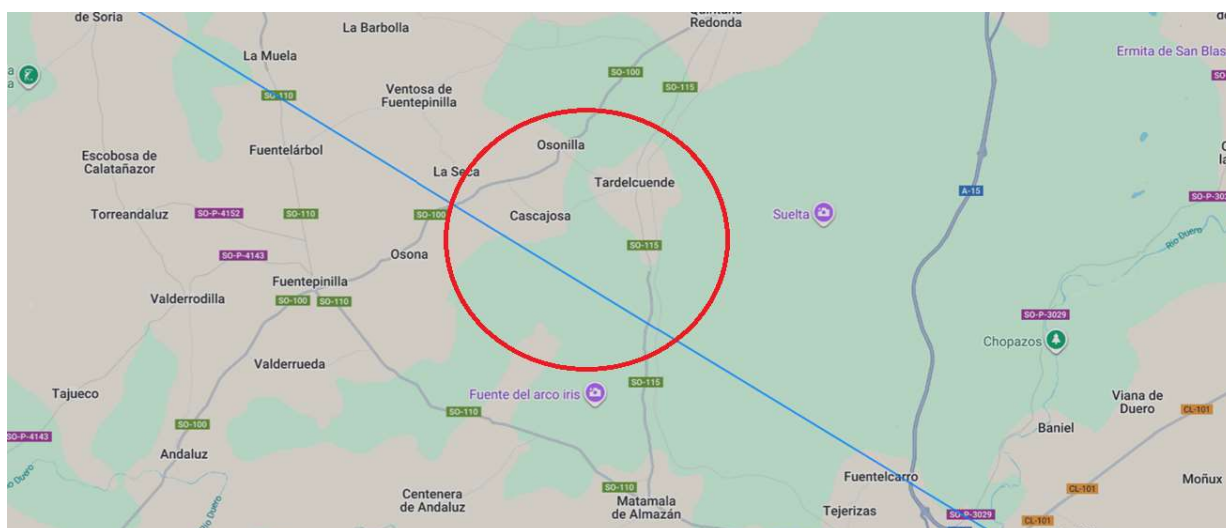 de Soria
La Barbolla
Quintana
Redonda
La Muela
Ermita de San Blas
SO-100
SO-115
SO-110
Ventosa de
Fuentepinilla
Fuentelárbol
Osonilla
Escobosa de
Calatañazor
La Seca
Tardelcuende
A-15
Torreandaluz
SO-P-4152
SO-110
SO-100
Cascajosa
Suelta
Río Duero
SO-115
SO-P-4143
Osona
Fuentepinilla
Valderrodilla
SO-100
SO-110
SO-P-3029
Chopazos
Valderrueda
Tajueco
Fuente del arco iris
SO-115
Viana de
Duero
SO-110
CL-101
SO-100
Baniel
SO-P-4143
Andaluz
Fuentelcarro
Moñux
Río Duero
Centenera
de Andaluz
SO-110
CL-101
Matamala
de Almazán
Tejerizas
SO-P-3029
CL-101
Río Duero